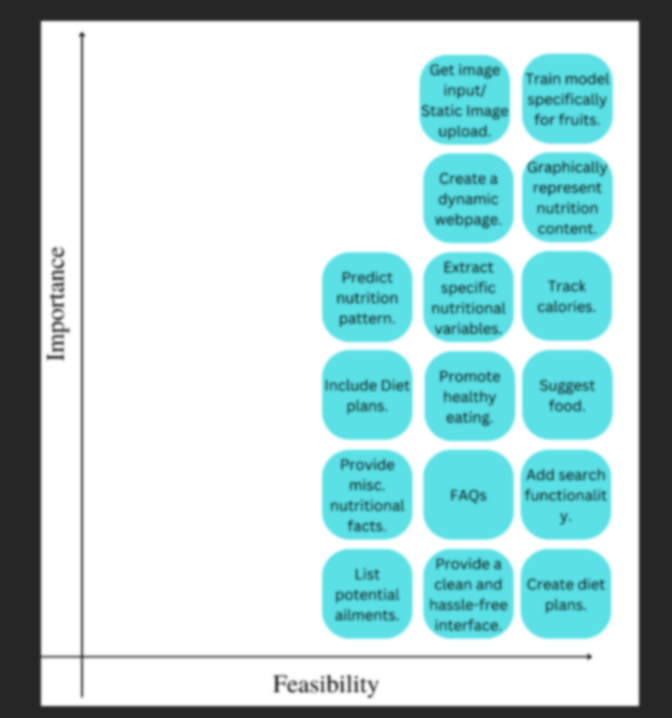 Get image
input/
Static Image
upload.
Train model
specifically
for fruits.
Create a
dynamic
webpage.
Graphically
represent
nutrition
content.
Predict
nutrition
pattern.
Extract
specific
nutritional
variables.
Track
calories.
Include Diet
plans.
Promote
healthy
eating.
Suggest
food.
Provide
misc.
nutritional
facts.
FAQs
Add search
functionalit
y.
List
potential
ailments.
Provide a
clean and
hassle-free
interface.
Create diet
plans.
Importance
Feasibility